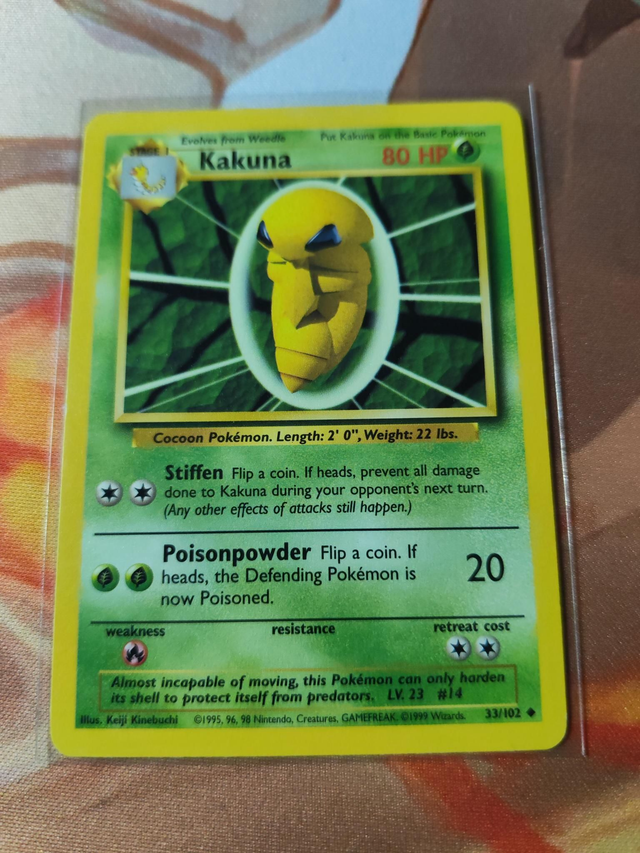 Evolves from Weedle Put Kakuna on the Basic Pokémon
STAGE 1
Kakuna 80 HP
Cocoon Pokémon. Length: 2' 0", Weight: 22 lbs.
Stiffen Flip a coin. If heads, prevent all damage
done to Kakuna during your opponent's next turn.
(Any other effects of attacks still happen.)
Poisonpowder Flip a coin. If
heads, the Defending Pokémon is
now Poisoned.
20
weakness resistance retreat cost
Almost incapable of moving, this Pokémon can only harden
its shell to protect itself from predators. LV. 23 #14
Illus. Keiji Kinebuchi ©1995, 96, 98 Nintendo, Creatures, GAMEFREAK. ©1999 Wizards. 33/102